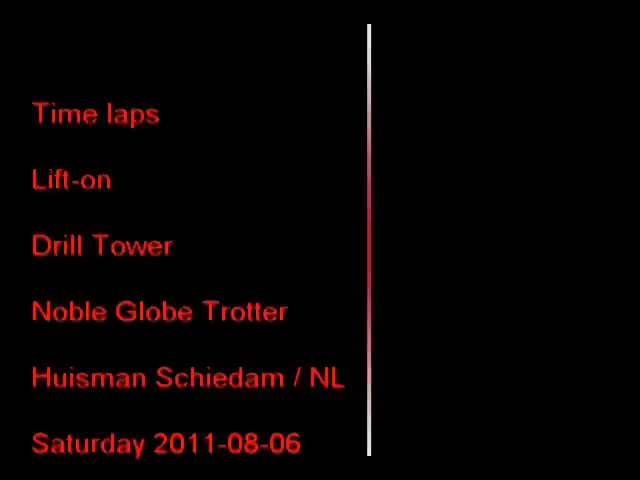 Time laps
Lift-on
Drill Tower
Noble Globe Trotter
Huisman Schiedam / NL
Saturday 2011-08-06